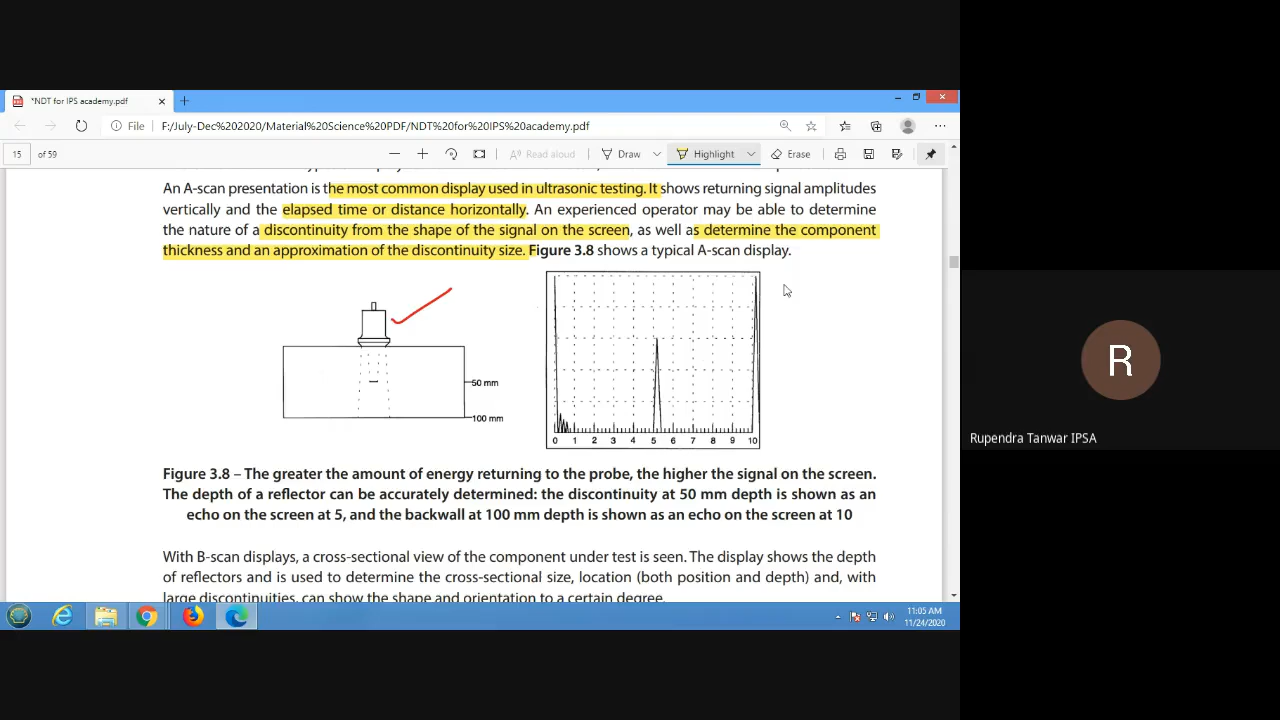 *NDT for IPS academy.pdf
File F:/July-Dec%202020/Material%20Science%20PDF/NDT%20for%20IPS%20academy.pdf
15 of 59 Read aloud Draw Highlight Erase
An A-scan presentation is the most common display used in ultrasonic testing. It shows returning signal amplitudes
vertically and the elapsed time or distance horizontally. An experienced operator may be able to determine
the nature of a discontinuity from the shape of the signal on the screen, as well as determine the component
thickness and an approximation of the discontinuity size. Figure 3.8 shows a typical A-scan display.
50 mm
100 mm
0 1 2 3 4 5 6 7 8 9 10
Figure 3.8 – The greater the amount of energy returning to the probe, the higher the signal on the screen.
The depth of a reflector can be accurately determined: the discontinuity at 50 mm depth is shown as an
echo on the screen at 5, and the backwall at 100 mm depth is shown as an echo on the screen at 10
With B-scan displays, a cross-sectional view of the component under test is seen. The display shows the depth
of reflectors and is used to determine the cross-sectional size, location (both position and depth) and, with
large discontinuities, can show the shape and orientation to a certain degree.
11:05 AM
11/24/2020
R
Rupendra Tanwar IPSA